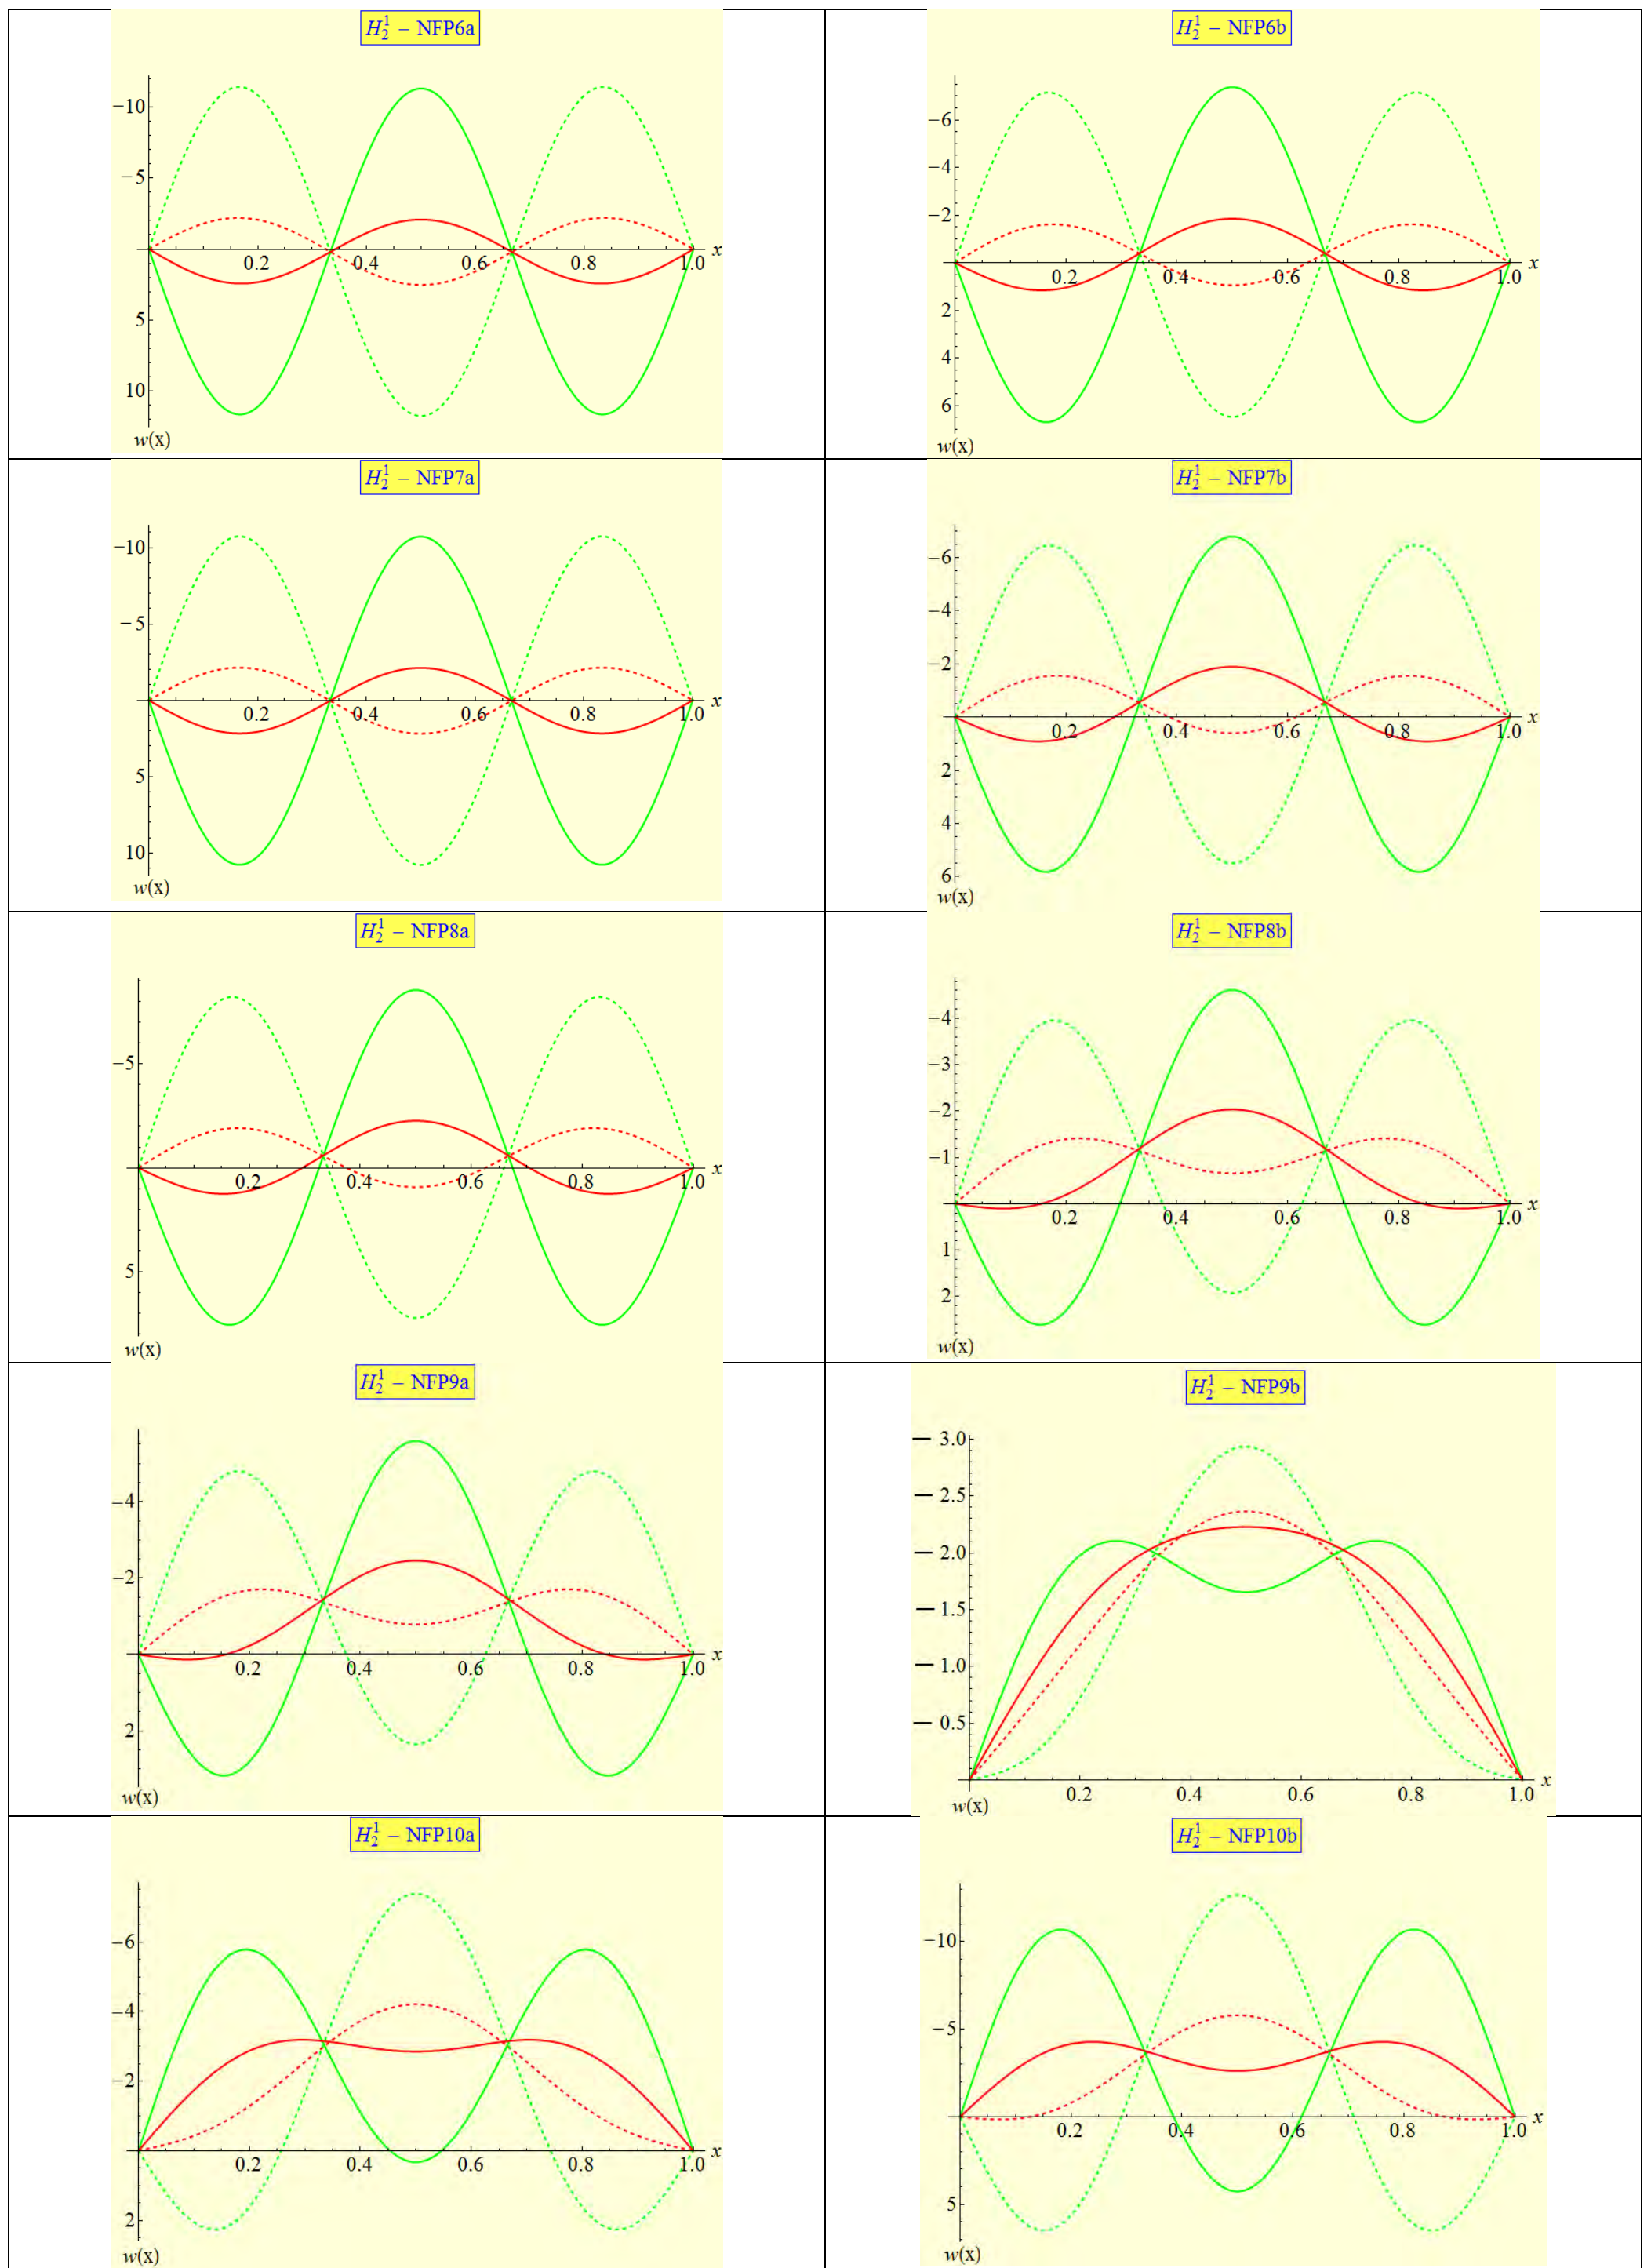 H₂¹ – NFP6a
−10
−5
0.2 0.4 0.6 0.8 1.0 x
5
10
w(x)
H₂¹ – NFP6b
−6
−4
−2
0.2 0.4 0.6 0.8 1.0 x
2
4
6
w(x)
H₂¹ – NFP7a
−10
−5
0.2 0.4 0.6 0.8 1.0 x
5
10
w(x)
H₂¹ – NFP7b
−6
−4
−2
0.2 0.4 0.6 0.8 1.0 x
2
4
6
w(x)
H₂¹ – NFP8a
−5
0.2 0.4 0.6 0.8 1.0 x
5
w(x)
H₂¹ – NFP8b
−4
−3
−2
−1
0.2 0.4 0.6 0.8 1.0 x
1
2
w(x)
H₂¹ – NFP9a
−4
−2
0.2 0.4 0.6 0.8 1.0 x
2
w(x)
H₂¹ – NFP9b
— 3.0
— 2.5
— 2.0
— 1.5
— 1.0
— 0.5
x
w(x) 0.2 0.4 0.6 0.8 1.0
H₂¹ – NFP10a
−6
−4
−2
0.2 0.4 0.6 0.8 1.0 x
2
w(x)
H₂¹ – NFP10b
−10
−5
0.2 0.4 0.6 0.8 1.0 x
5
w(x)